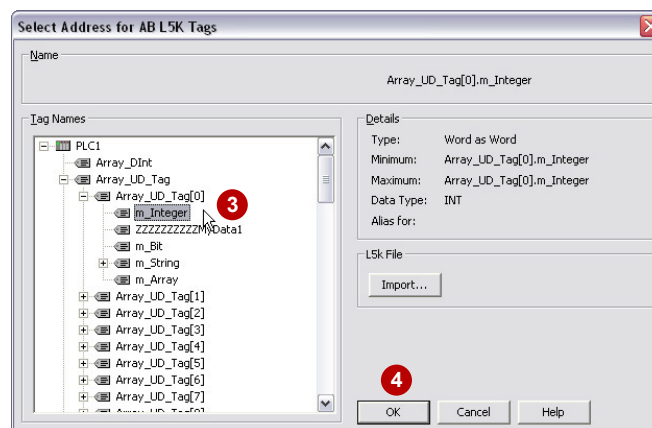 Select Address for AB L5K Tags
Name
Array_UD_Tag[0].m_Integer
Tag Names
PLC1
Array_DInt
Array_UD_Tag
Array_UD_Tag[0]
m_Integer
3
ZZZZZZZZZZMyData1
m_Bit
m_String
m_Array
Array_UD_Tag[1]
Array_UD_Tag[2]
Array_UD_Tag[3]
Array_UD_Tag[4]
Array_UD_Tag[5]
Array_UD_Tag[6]
Array_UD_Tag[7]
Details
Type: Word as Word
Minimum: Array_UD_Tag[0].m_Integer
Maximum: Array_UD_Tag[0].m_Integer
Data Type: INT
Alias for:
L5k File
Import...
4
OK Cancel Help